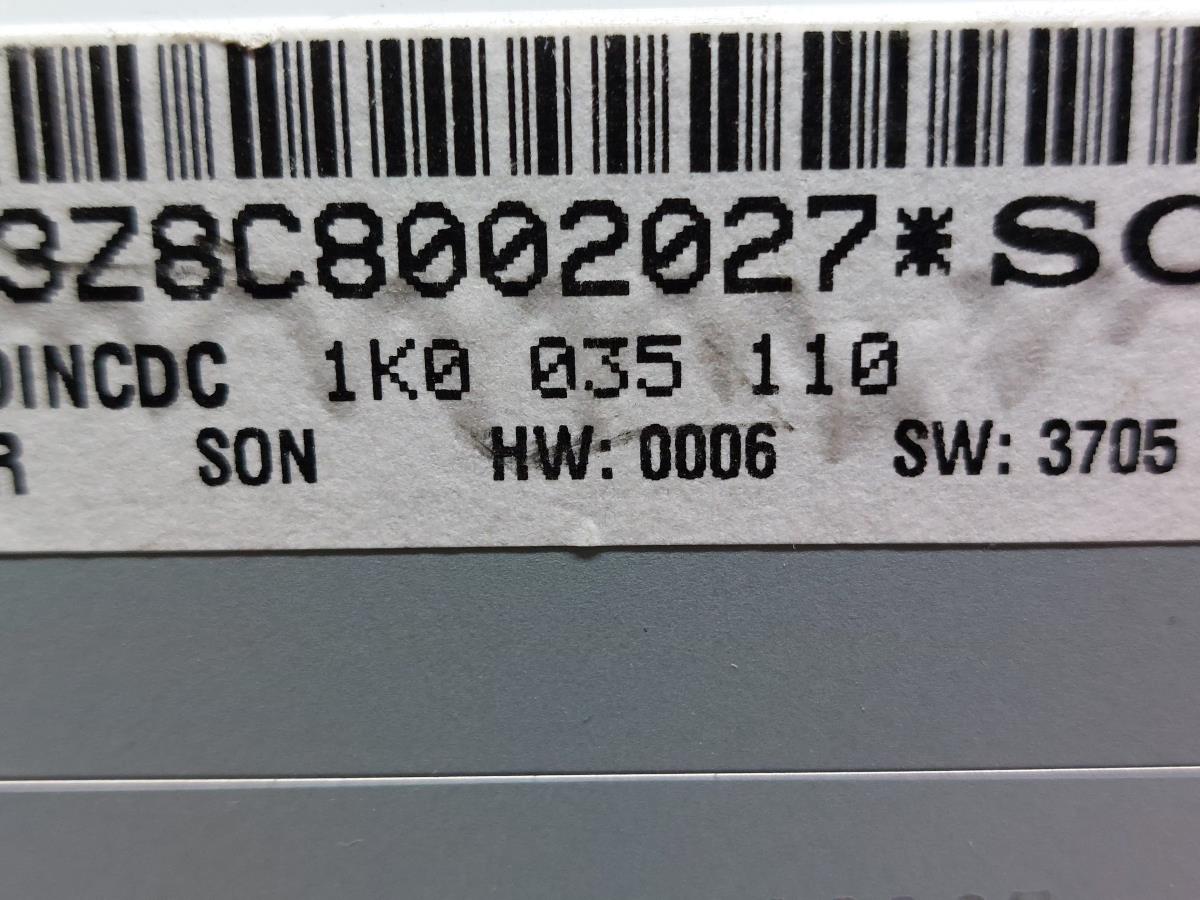 3Z8C8002027*SC
DINCDC 1K0 035 110
R SON HW: 0006 SW: 3705